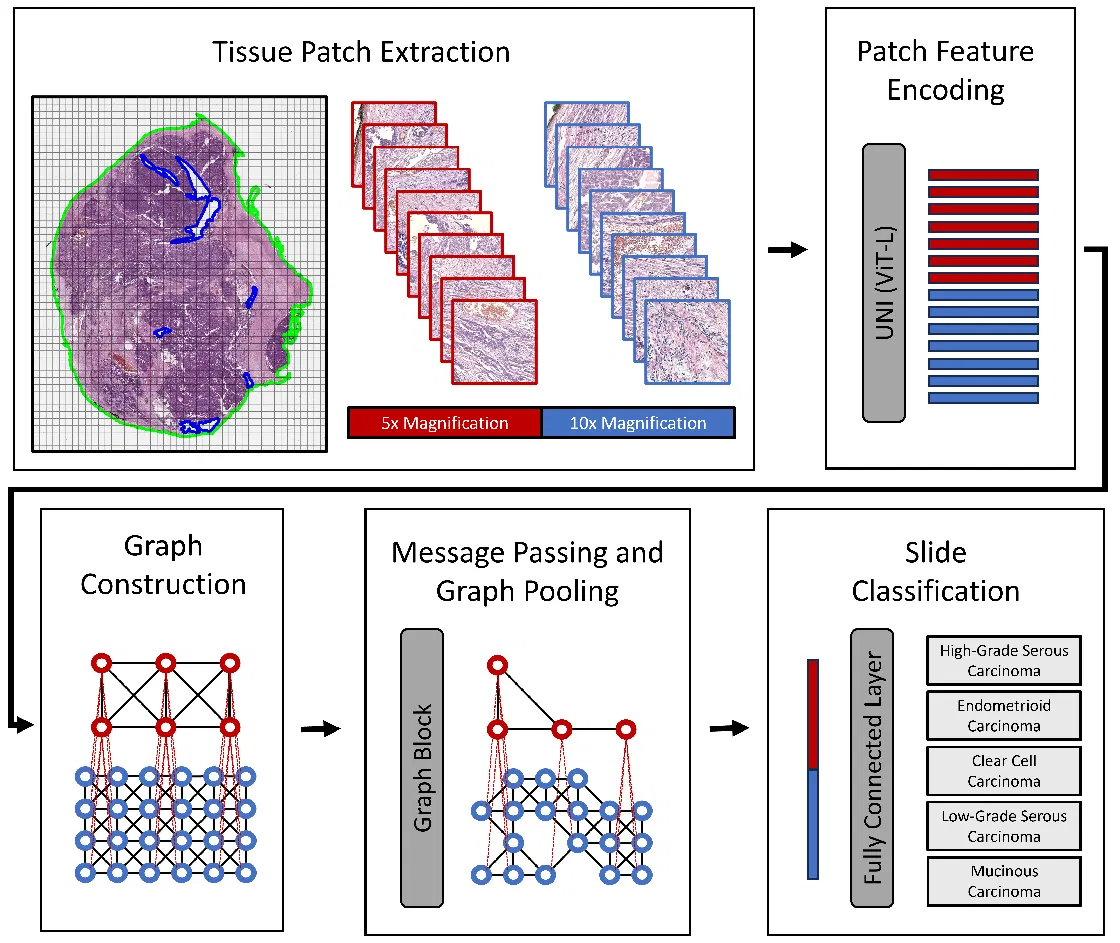 Tissue Patch Extraction
5x Magnification
10x Magnification
Patch Feature
Encoding
UNI (ViT-L)
Graph
Construction
Message Passing and
Graph Pooling
Graph Block
Slide
Classification
Fully Connected Layer
High-Grade Serous
Carcinoma
Endometrioid
Carcinoma
Clear Cell
Carcinoma
Low-Grade Serous
Carcinoma
Mucinous
Carcinoma